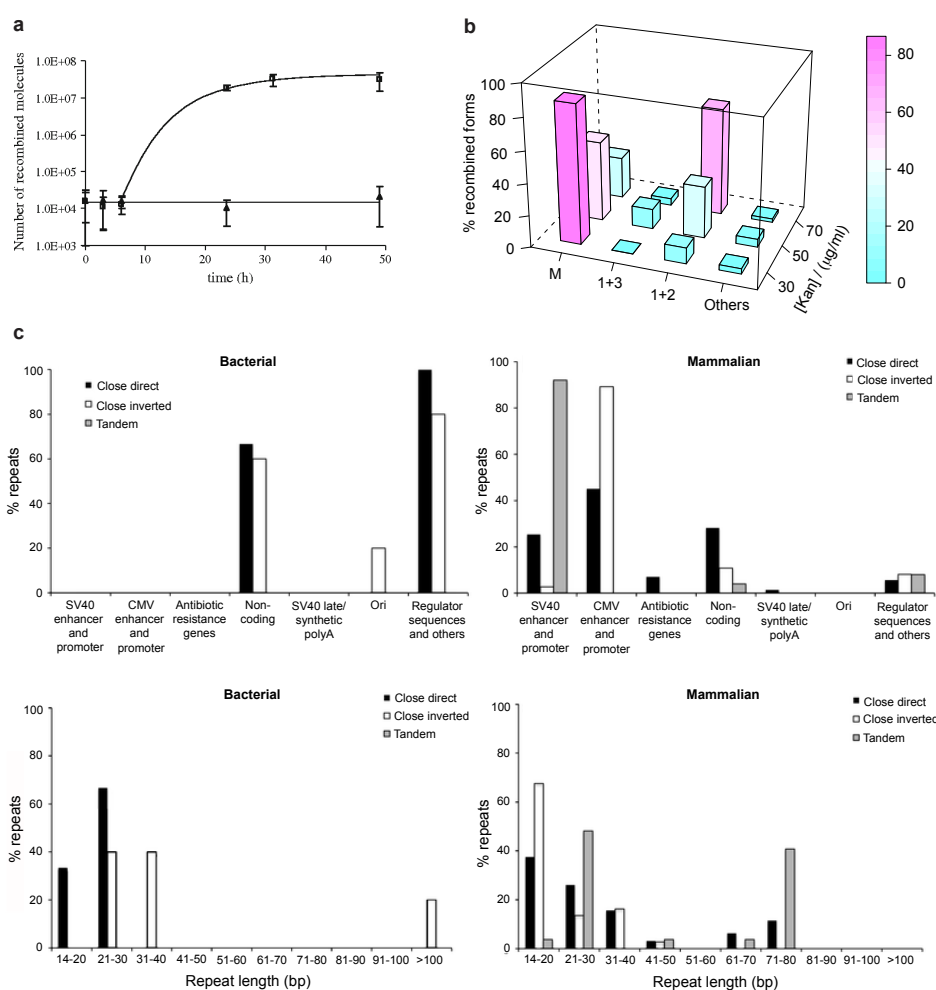 a
Number of recombined molecules
1.0E+08
1.0E+07
1.0E+06
1.0E+05
1.0E+04
1.0E+03
0 10 20 30 40 50
time (h)
b
% recombined forms
100
80
60
40
20
0
M
1+3
1+2
Others
30
50
70
[Kan] / (μg/ml)
80
60
40
20
0
c
Bacterial
% repeats
100
80
60
40
20
0
Close direct
Close inverted
Tandem
SV40 enhancer and promoter
CMV enhancer and promoter
Antibiotic resistance genes
Non-coding
SV40 late/ synthetic polyA
Ori
Regulator sequences and others
Mammalian
% repeats
100
80
60
40
20
0
Close direct
Close inverted
Tandem
SV40 enhancer and promoter
CMV enhancer and promoter
Antibiotic resistance genes
Non-coding
SV40 late/ synthetic polyA
Ori
Regulator sequences and others
Bacterial
% repeats
100
80
60
40
20
0
Close direct
Close inverted
Tandem
14-20 21-30 31-40 41-50 51-60 61-70 71-80 81-90 91-100 >100
Repeat length (bp)
Mammalian
% repeats
100
80
60
40
20
0
Close direct
Close inverted
Tandem
14-20 21-30 31-40 41-50 51-60 61-70 71-80 81-90 91-100 >100
Repeat length (bp)